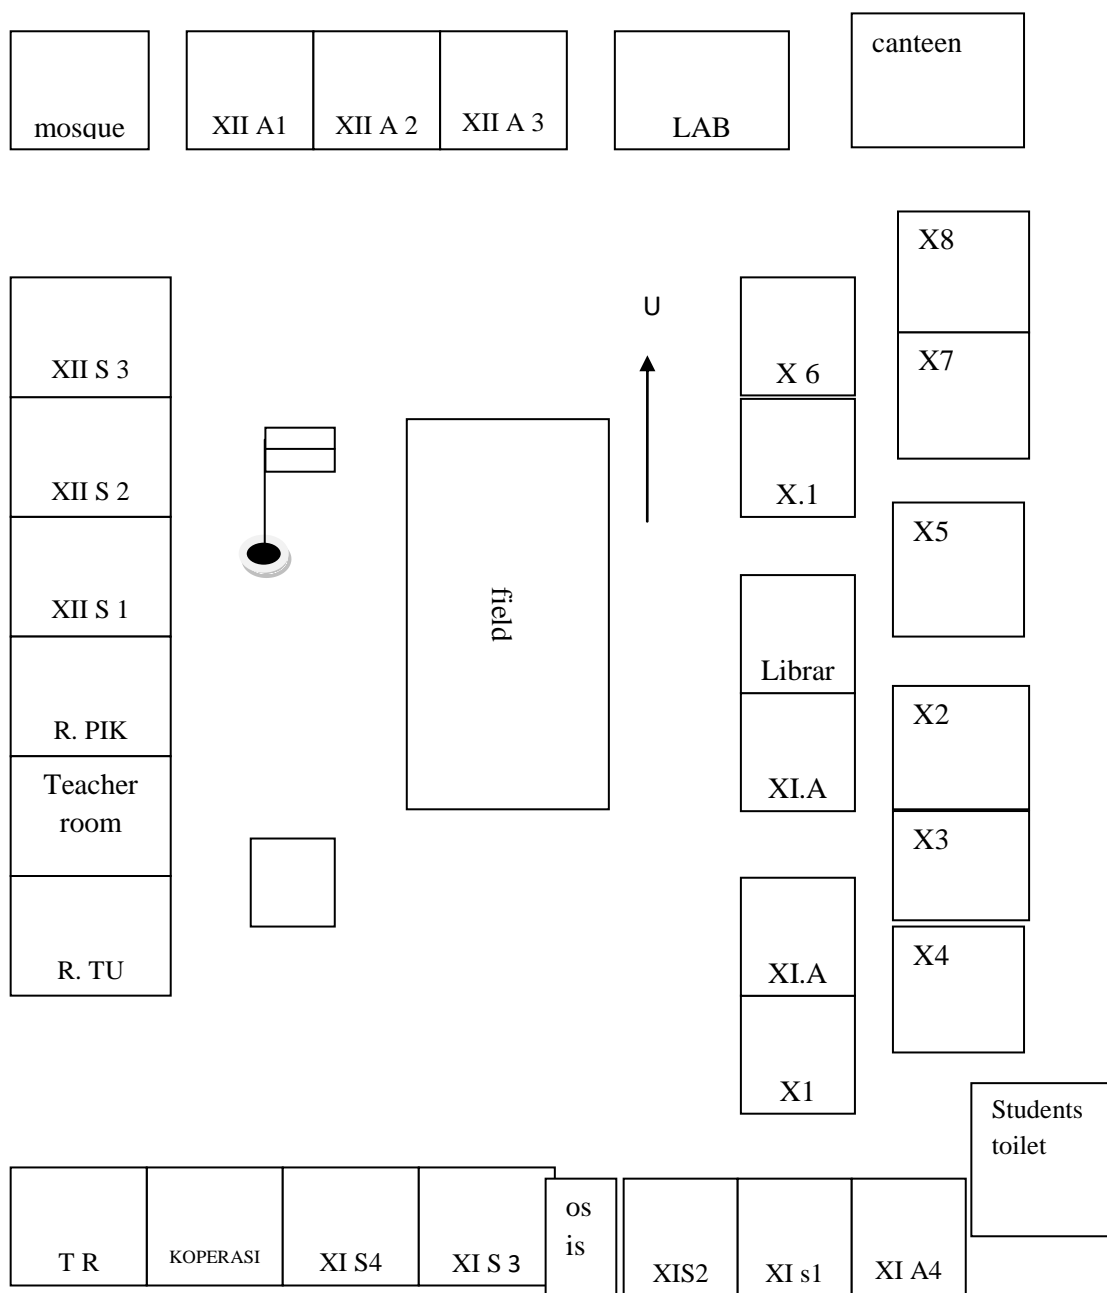 canteen
mosque
XII A1
XII A 2
XII A 3
LAB
X8
U
XII S 3
X 6
X7
XII S 2
X.1
X5
XII S 1
field
Librar
R. PIK
X2
Teacher
room
XI.A
X3
R. TU
XI.A
X4
X1
Students
toilet
T R
KOPERASI
XI S4
XI S 3
os
is
XIS2
XI s1
XI A4